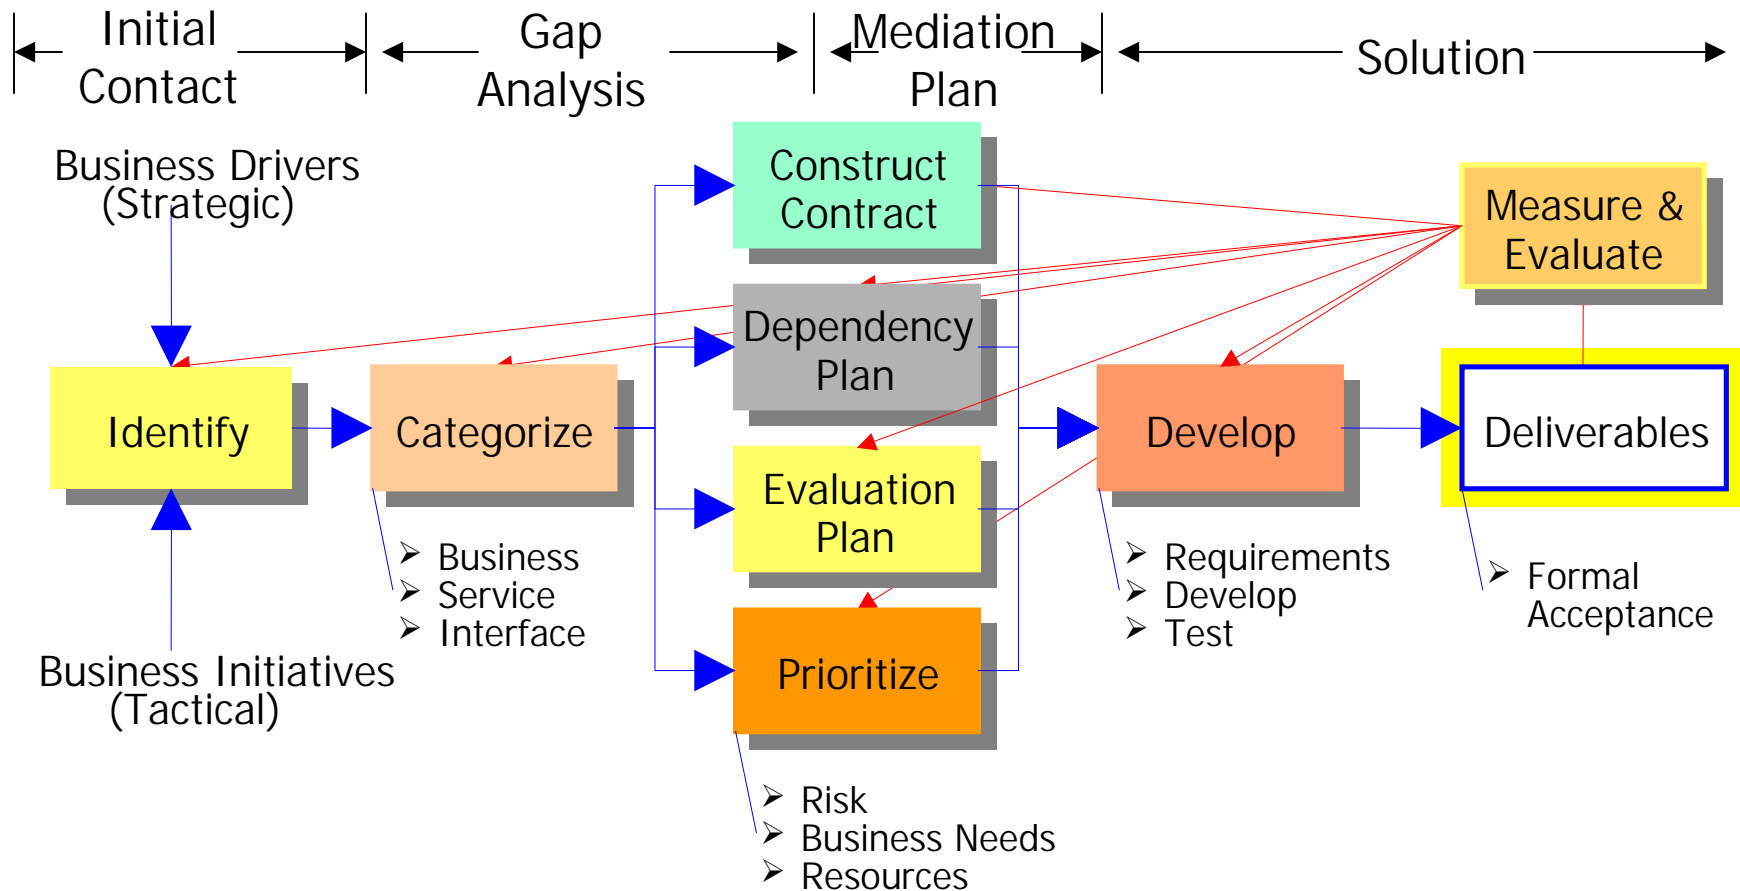 Initial
Contact
Gap
Analysis
Mediation
Plan
Solution
Business Drivers
(Strategic)
Construct
Contract
Measure &
Evaluate
Dependency
Plan
Identify
Categorize
Develop
Deliverables
Evaluation
Plan
Business
Service
Interface
Requirements
Develop
Test
Formal
Acceptance
Business Initiatives
(Tactical)
Prioritize
Risk
Business Needs
Resources